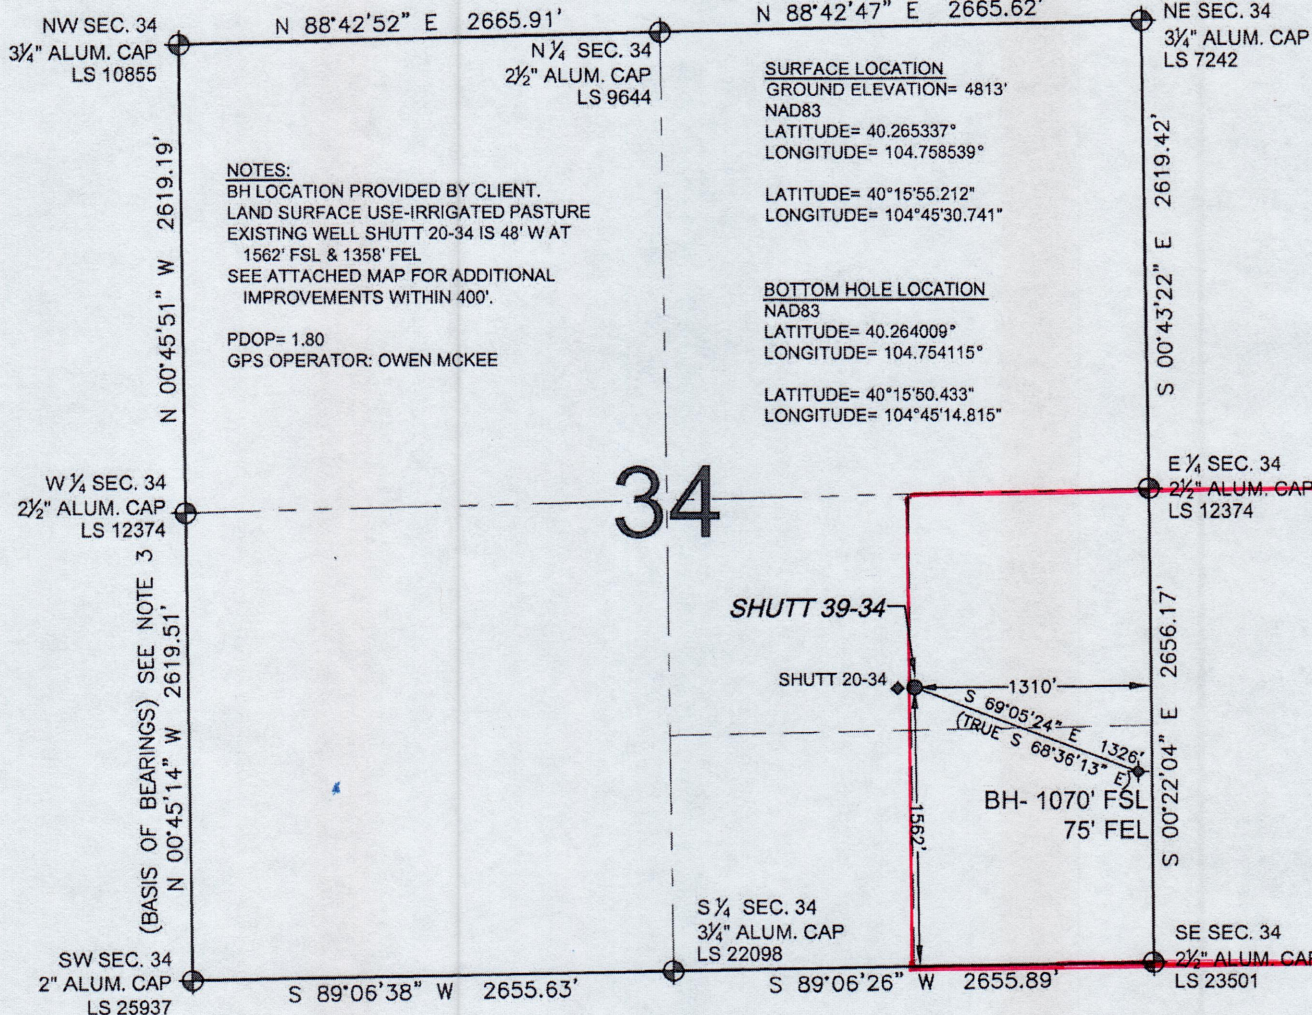 N 88°42'52" E 2665.91'
N 88°42'47" E 2665.62'
NW SEC. 34
3¼" ALUM. CAP
LS 10855
N ¼ SEC. 34
2½" ALUM. CAP
LS 9644
NE SEC. 34
3¼" ALUM. CAP
LS 7242
SURFACE LOCATION
GROUND ELEVATION= 4813'
NAD83
LATITUDE= 40.265337°
LONGITUDE= 104.758539°
LATITUDE= 40°15'55.212"
LONGITUDE= 104°45'30.741"
NOTES:
BH LOCATION PROVIDED BY CLIENT.
LAND SURFACE USE-IRRIGATED PASTURE
EXISTING WELL SHUTT 20-34 IS 48' W AT
1562' FSL & 1358' FEL
SEE ATTACHED MAP FOR ADDITIONAL
IMPROVEMENTS WITHIN 400'.
PDOP= 1.80
GPS OPERATOR: OWEN MCKEE
BOTTOM HOLE LOCATION
NAD83
LATITUDE= 40.264009°
LONGITUDE= 104.754115°
LATITUDE= 40°15'50.433"
LONGITUDE= 104°45'14.815"
N 00°45'51" W 2619.19'
S 00°43'22" E 2619.42'
W ¼ SEC. 34
2½" ALUM. CAP
LS 12374
34
E ¼ SEC. 34
2½" ALUM. CAP
LS 12374
(BASIS OF BEARINGS) SEE NOTE 3
N 00°45'14" W 2619.51'
SHUTT 39-34
SHUTT 20-34
1310'
S 69°05'24" E 1326'
(TRUE S 68°36'13" E)
BH- 1070' FSL
75' FEL
1562'
S 00°22'04" E 2656.17'
SW SEC. 34
2" ALUM. CAP
LS 25937
S ¼ SEC. 34
3¼" ALUM. CAP
LS 22098
SE SEC. 34
2½" ALUM. CAP
LS 23501
S 89°06'38" W 2655.63'
S 89°06'26" W 2655.89'